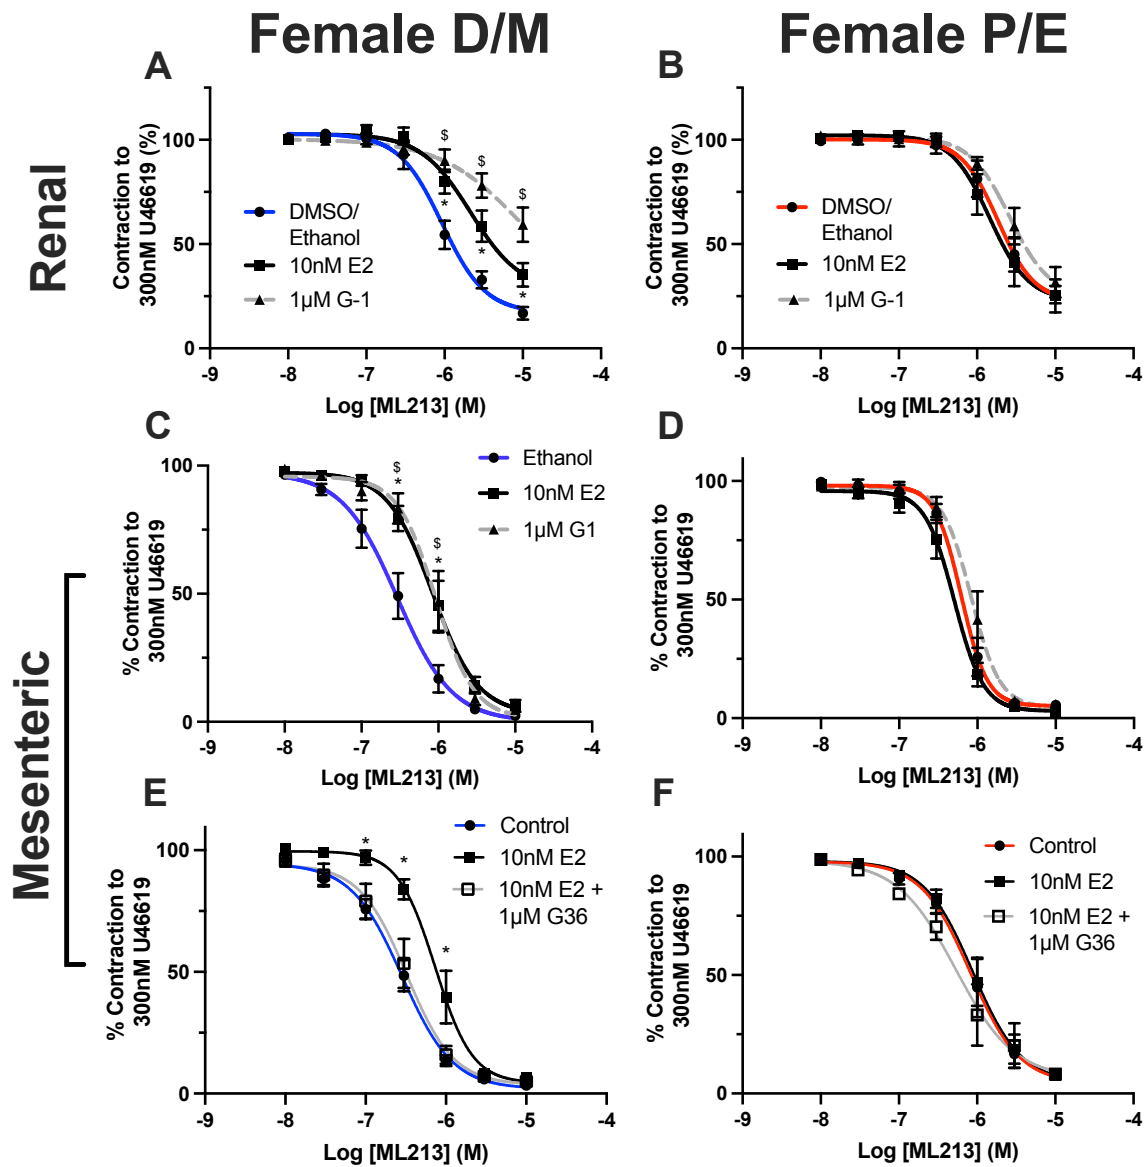 Female D/M
Female P/E
Renal
Mesenteric
A
Contraction to
300nM U46619 (%)
100
50
0
-9
-8
-7
-6
-5
-4
Log [ML213] (M)
DMSO/
Ethanol
10nM E2
1µM G-1
$
$
$
*
*
*
B
Contraction to
300nM U46619 (%)
100
50
0
-9
-8
-7
-6
-5
-4
Log [ML213] (M)
DMSO/
Ethanol
10nM E2
1µM G-1
C
% Contraction to
300nM U46619
100
50
0
-9
-8
-7
-6
-5
-4
Log [ML213] (M)
Ethanol
10nM E2
1µM G1
$
*
$
*
D
% Contraction to
300nM U46619
100
50
0
-9
-8
-7
-6
-5
-4
Log [ML213] (M)
E
% Contraction to
300nM U46619
100
50
0
-9
-8
-7
-6
-5
-4
Log [ML213] (M)
Control
10nM E2
10nM E2 +
1µM G36
*
*
*
F
% Contraction to
300nM U46619
100
50
0
-9
-8
-7
-6
-5
-4
Log [ML213] (M)
Control
10nM E2
10nM E2 +
1µM G36